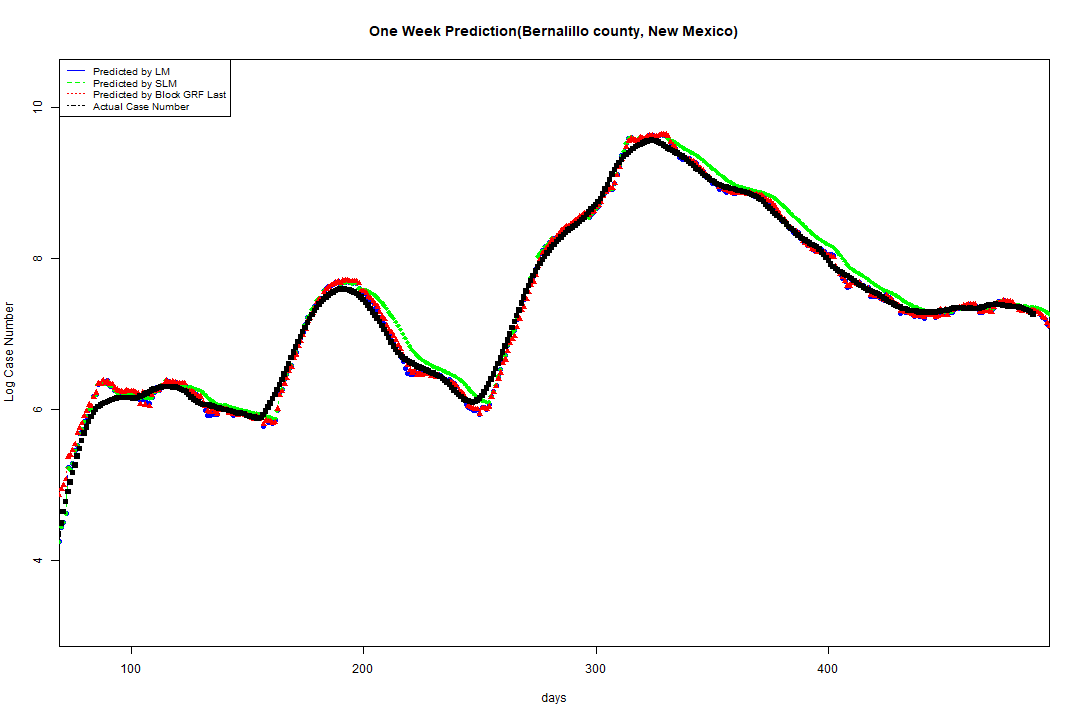 One Week Prediction(Bernalillo county, New Mexico)
Predicted by LM
Predicted by SLM
Predicted by Block GRF Last
Actual Case Number
10
8
6
4
Log Case Number
100 200 300 400
days